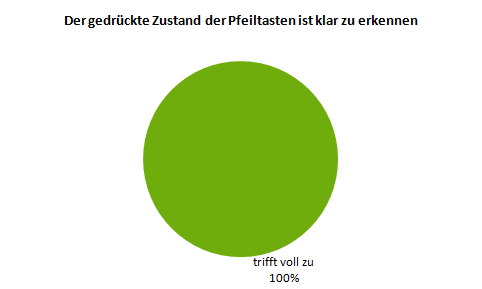 Der gedrückte Zustand der Pfeiltasten ist klar zu erkennen
trifft voll zu
100%